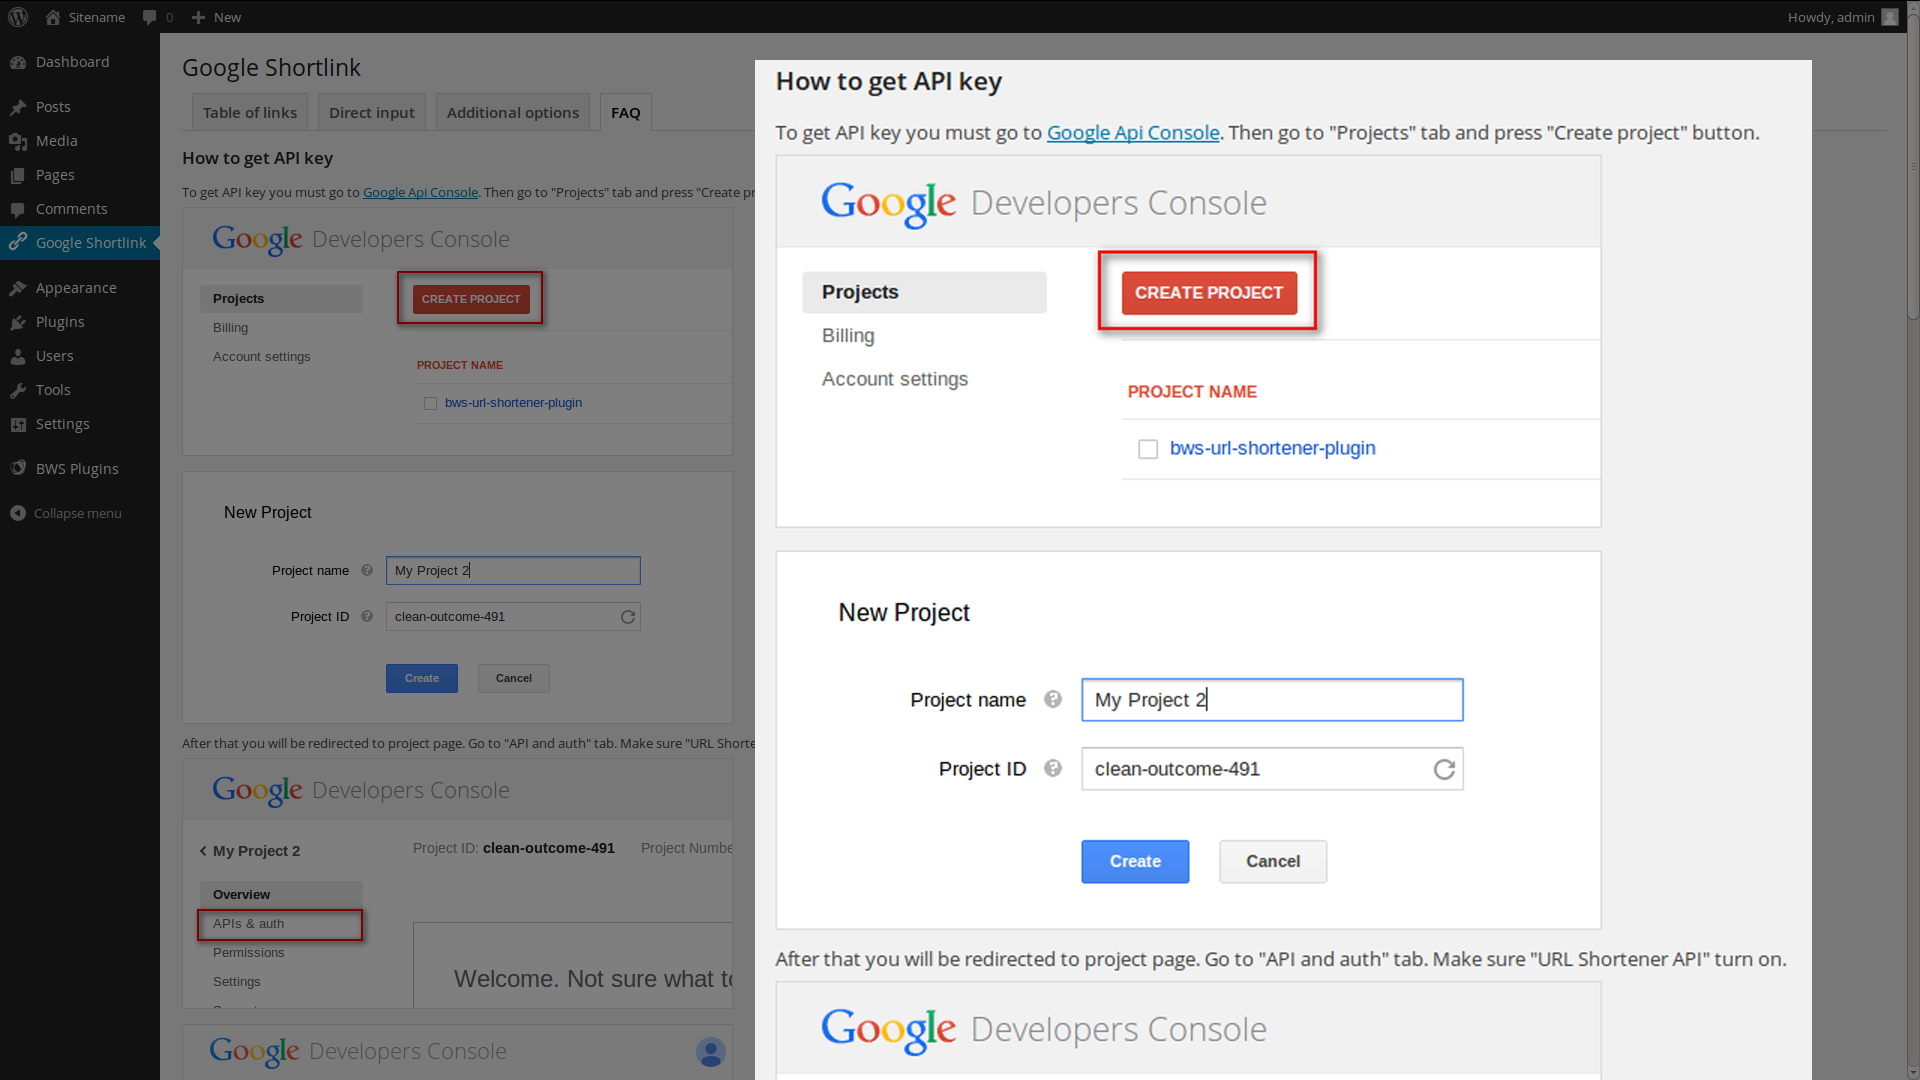 Sitename
0
New
Howdy, admin
Dashboard
Posts
Media
Pages
Comments
Google Shortlink
Appearance
Plugins
Users
Tools
Settings
BWS Plugins
Collapse menu
Google Shortlink
Table of links
Direct input
Additional options
FAQ
How to get API key
To get API key you must go to Google Api Console. Then go to "Projects" tab and press "Create pr
Google Developers Console
Projects
Billing
Account settings
CREATE PROJECT
PROJECT NAME
bws-url-shortener-plugin
New Project
Project name
My Project 2
Project ID
clean-outcome-491
Create
Cancel
After that you will be redirected to project page. Go to "API and auth" tab. Make sure "URL Shorte
Google Developers Console
My Project 2
Project ID: clean-outcome-491
Project Numbe
Overview
APIs & auth
Permissions
Settings
Welcome. Not sure what to
Google Developers Console
How to get API key
To get API key you must go to Google Api Console. Then go to "Projects" tab and press "Create project" button.
Google Developers Console
Projects
Billing
Account settings
CREATE PROJECT
PROJECT NAME
bws-url-shortener-plugin
New Project
Project name
My Project 2
Project ID
clean-outcome-491
Create
Cancel
After that you will be redirected to project page. Go to "API and auth" tab. Make sure "URL Shortener API" turn on.
Google Developers Console